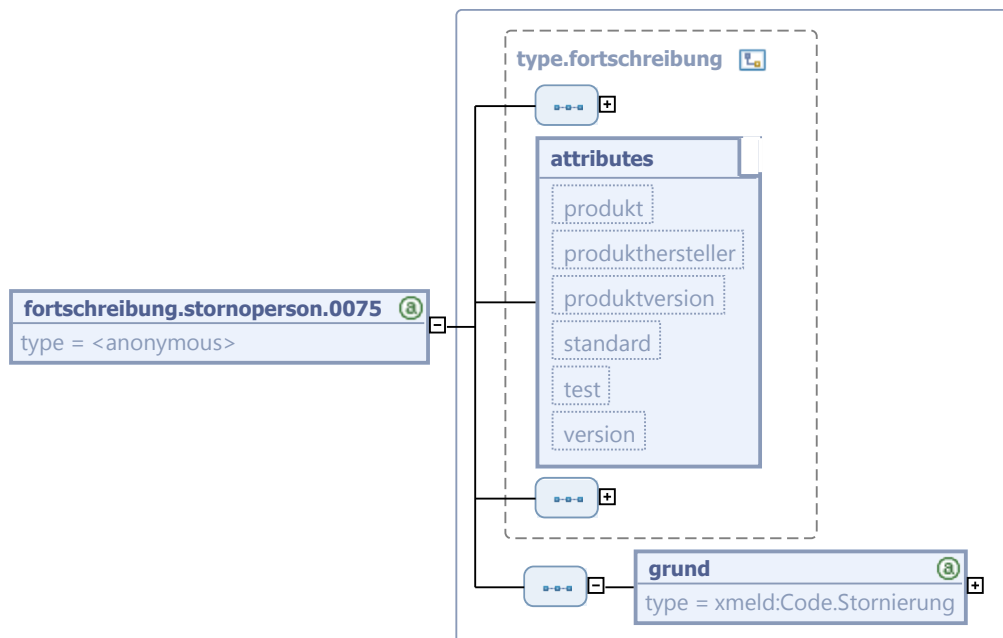 type.fortschreibung
attributes
produkt
produkthersteller
produktversion
standard
test
version
fortschreibung.stornoperson.0075
type = <anonymous>
grund
type = xmeld:Code.Stornierung